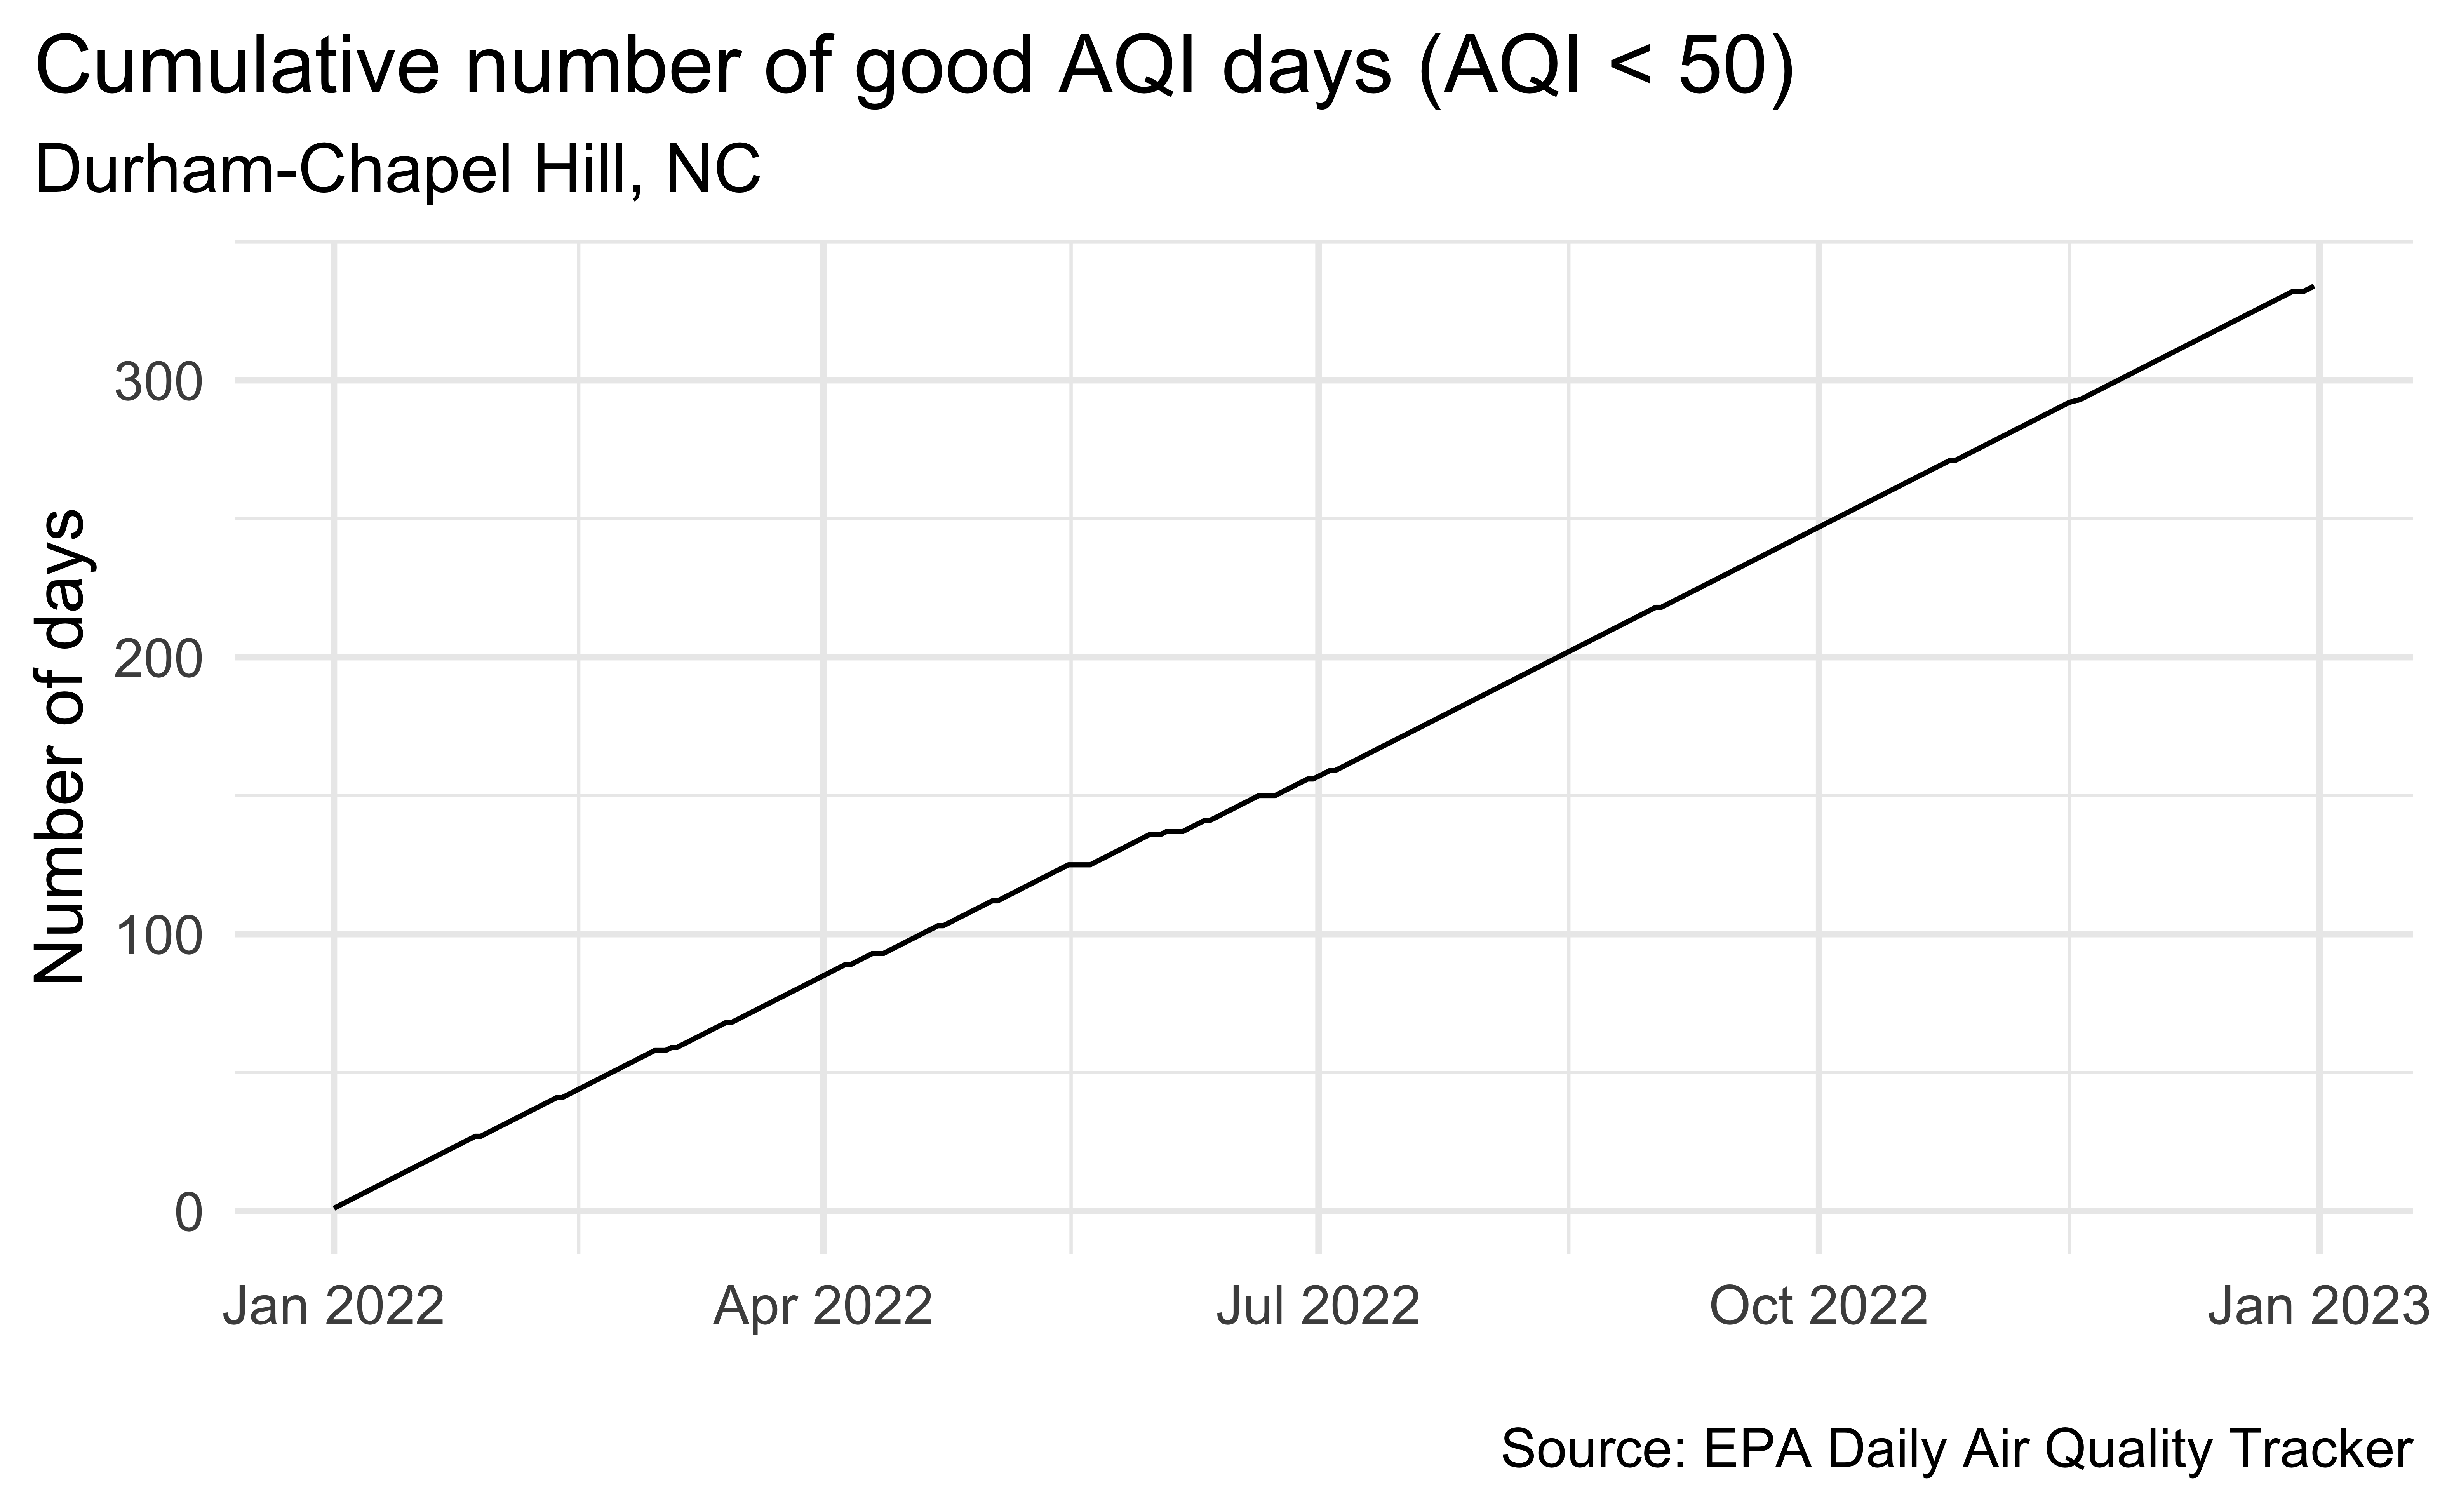 Cumulative number of good AQI days (AQI < 50)
Durham-Chapel Hill, NC
Number of days
300
200
100
0
Jan 2022
Apr 2022
Jul 2022
Oct 2022
Jan 2023
Source: EPA Daily Air Quality Tracker